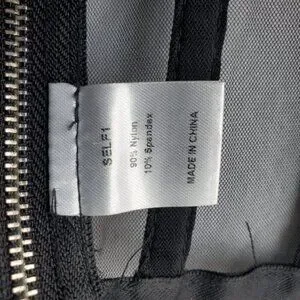 SELF1
90% Nylon
10% Spandex
MADE IN CHINA